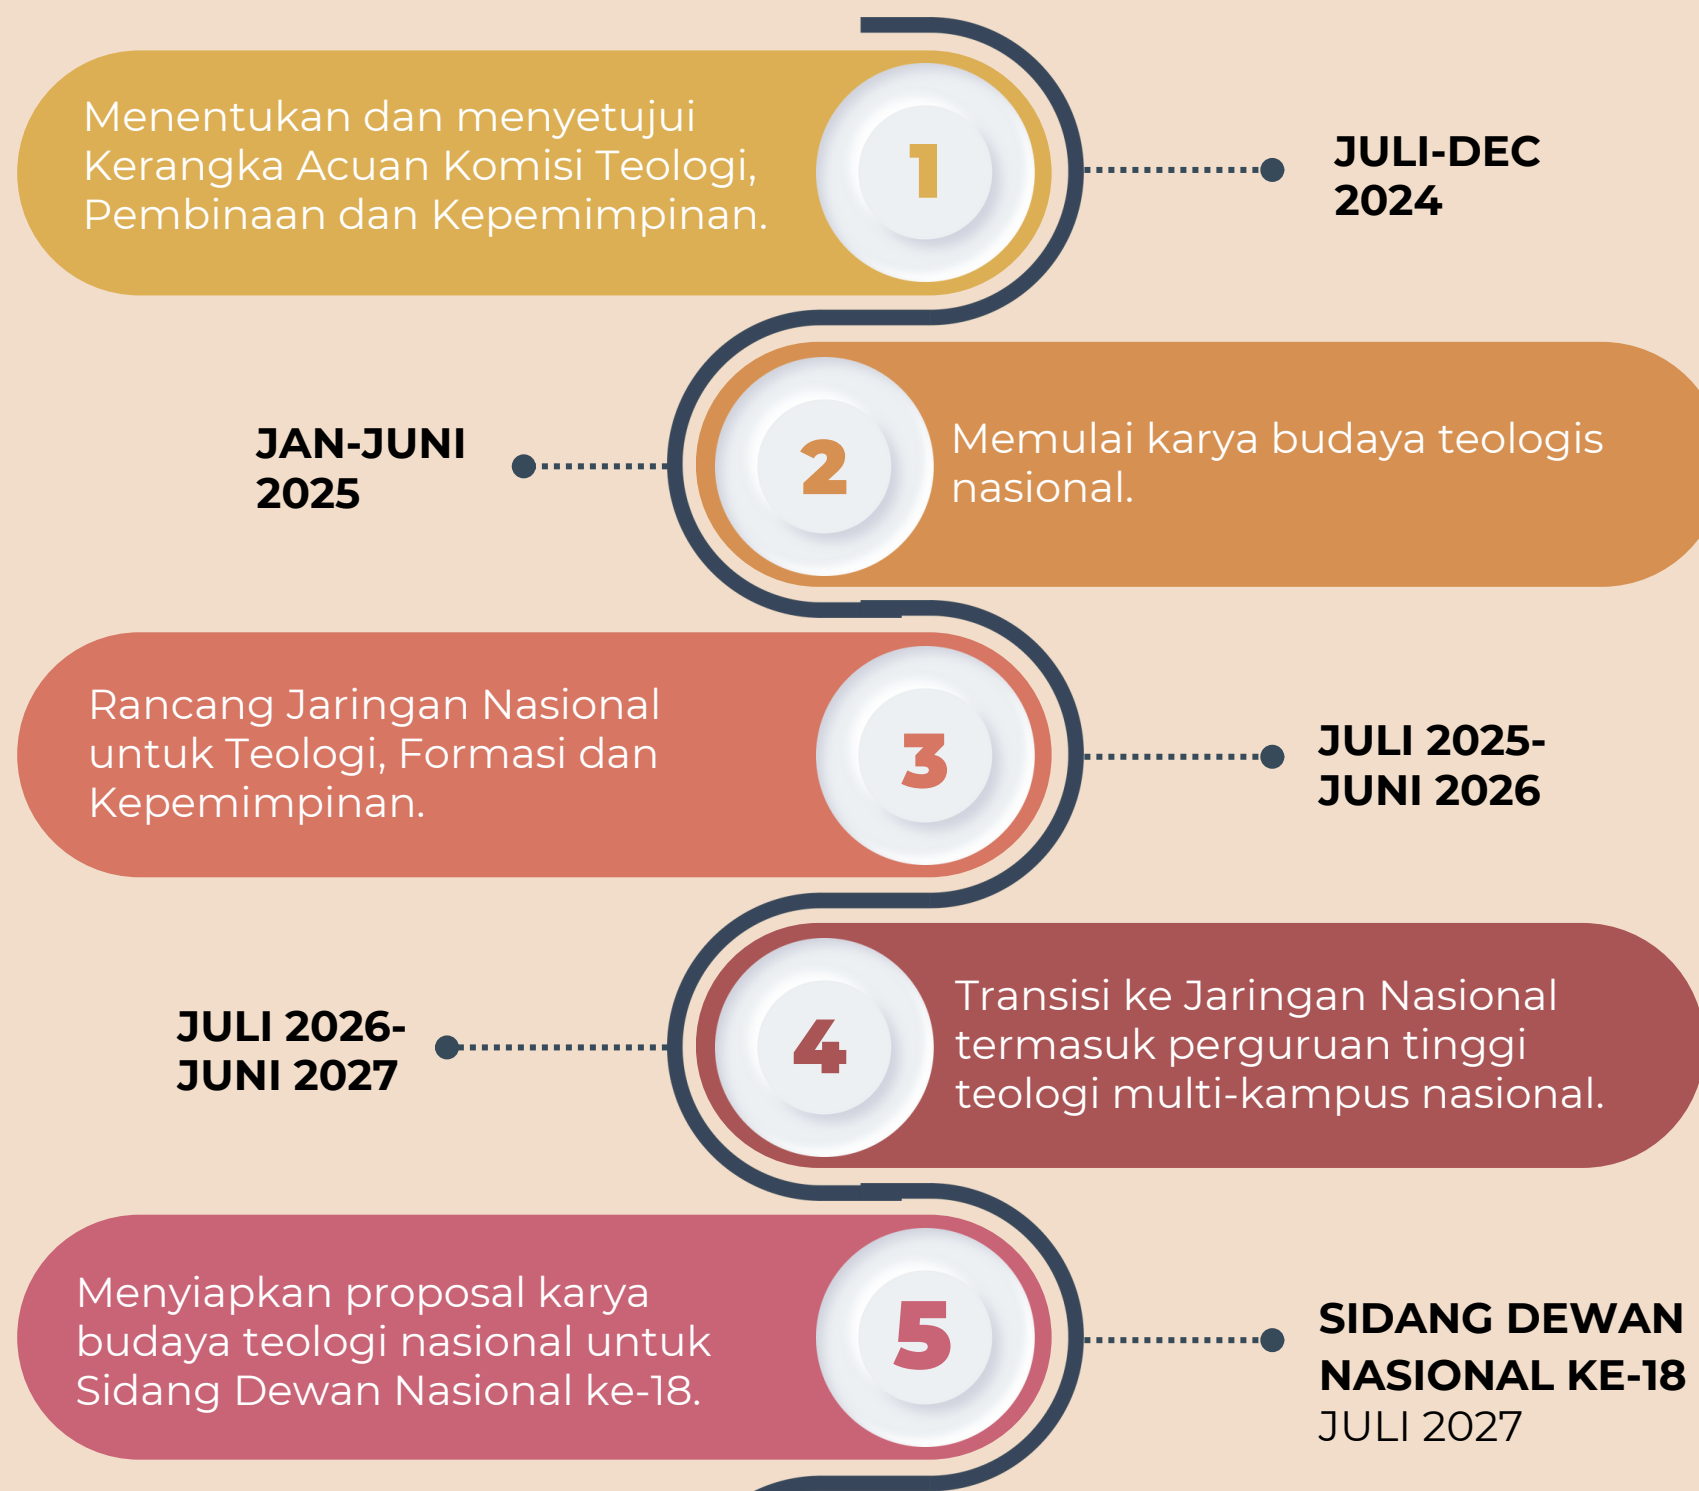 Menentukan dan menyetujui
Kerangka Acuan Komisi Teologi,
Pembinaan dan Kepemimpinan.
1
JULI-DEC
2024
JAN-JUNI
2025
2
Memulai karya budaya teologis
nasional.
Rancang Jaringan Nasional
untuk Teologi, Formasi dan
Kepemimpinan.
3
JULI 2025-
JUNI 2026
JULI 2026-
JUNI 2027
4
Transisi ke Jaringan Nasional
termasuk perguruan tinggi
teologi multi-kampus nasional.
Menyiapkan proposal karya
budaya teologi nasional untuk
Sidang Dewan Nasional ke-18.
5
SIDANG DEWAN
NASIONAL KE-18
JULI 2027